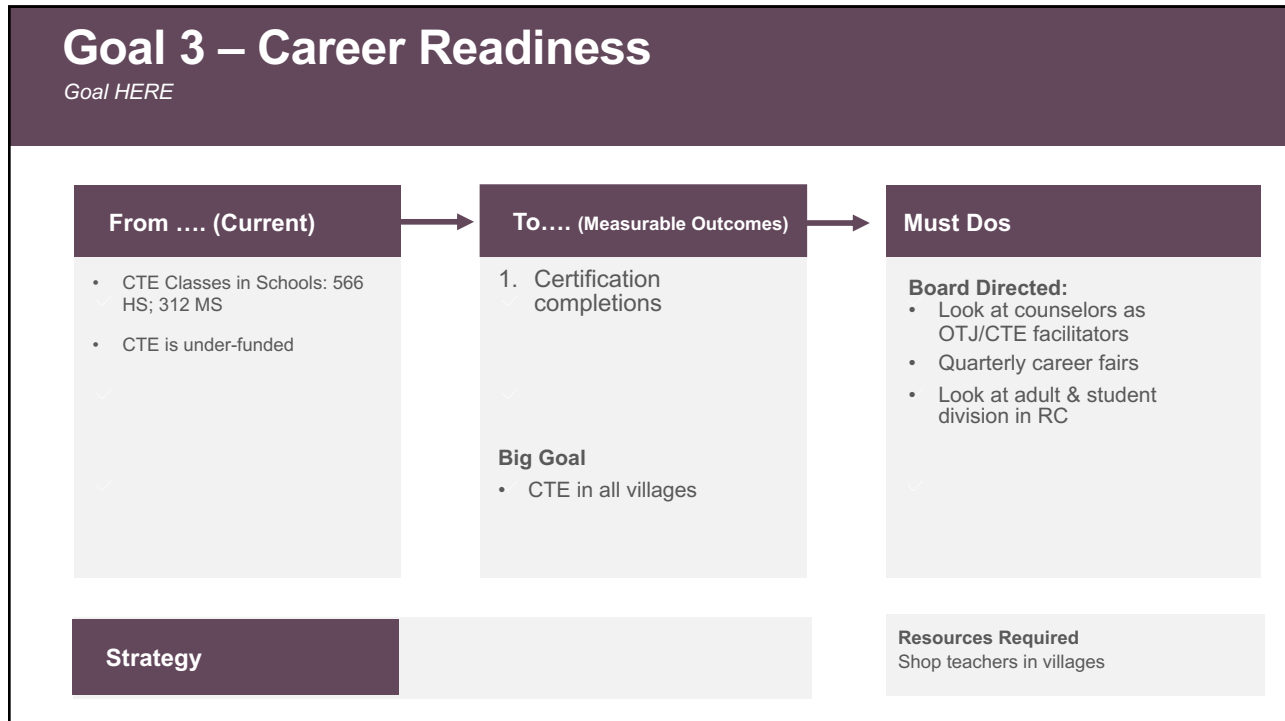 Goal 3 – Career Readiness
Goal HERE
From …. (Current)
• CTE Classes in Schools: 566
HS; 312 MS
• CTE is under-funded
To…. (Measurable Outcomes)
1. Certification
completions
Big Goal
• CTE in all villages
Must Dos
Board Directed:
• Look at counselors as
OTJ/CTE facilitators
• Quarterly career fairs
• Look at adult & student
division in RC
Strategy
Resources Required
Shop teachers in villages